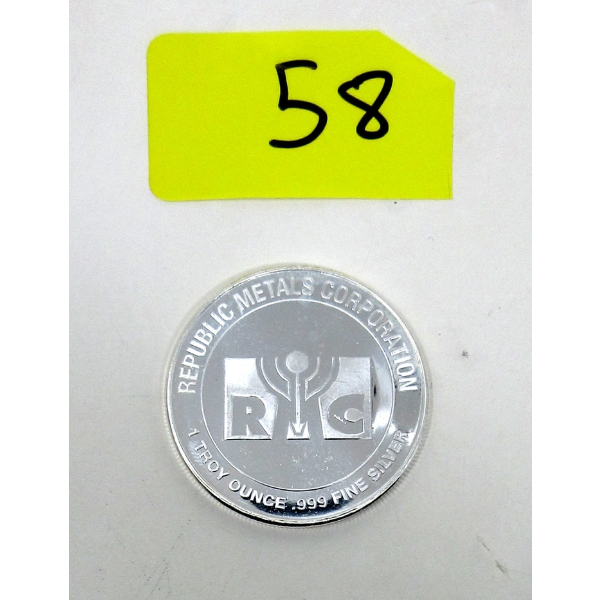 58
REPUBLIC METALS CORPORATION
RMC
1 TROY OUNCE .999 FINE SILVER